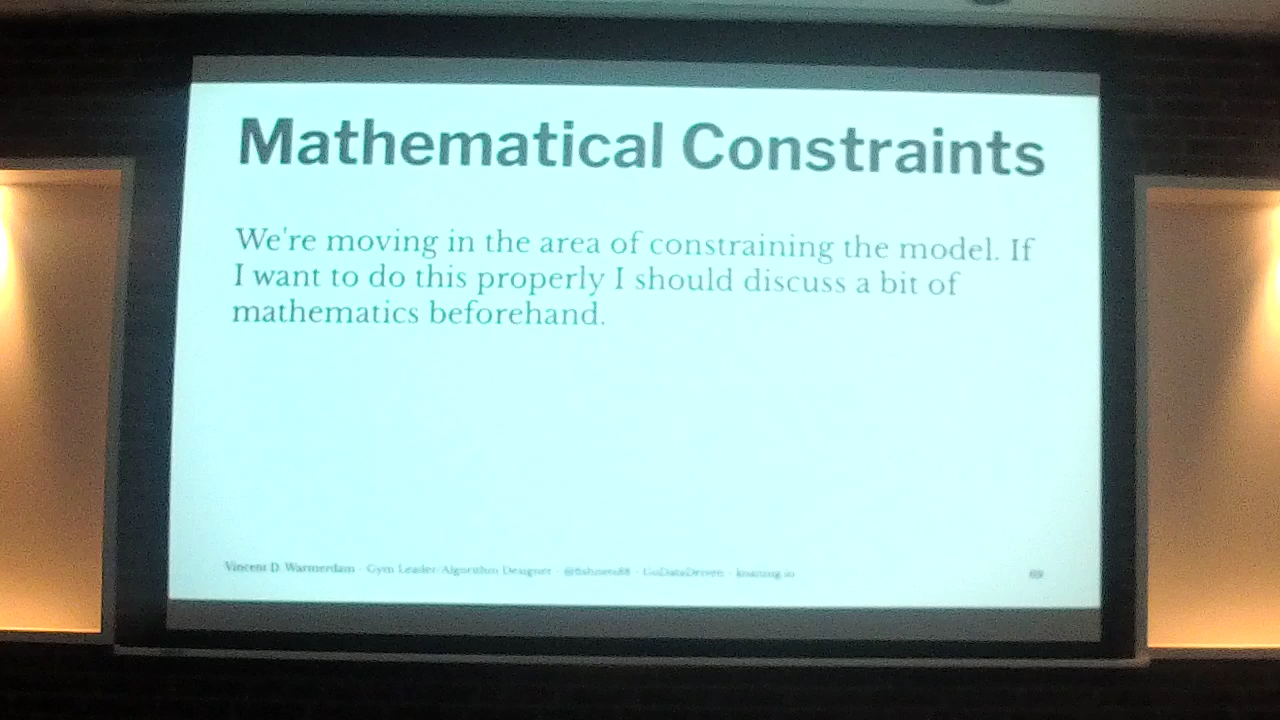 Mathematical Constraints
We're moving in the area of constraining the model. If
I want to do this properly I should discuss a bit of
mathematics beforehand.
Vincent D. Warmerdam - Gym Leader/Algorithm Designer - @fishnets88 - GoDataDriven - koaning.io